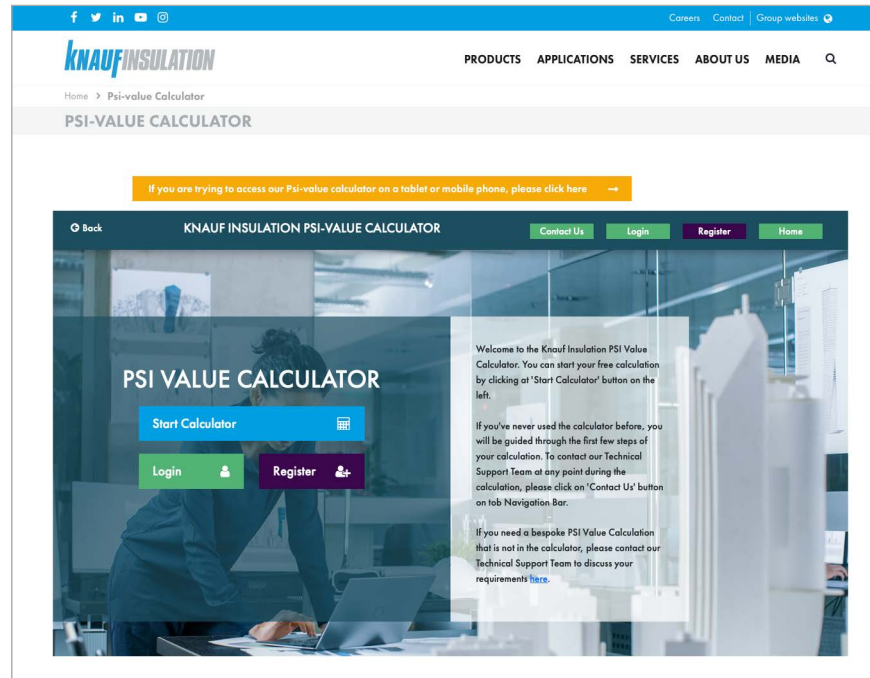 Careers Contact Group websites
KNAUFINSULATION
PRODUCTS APPLICATIONS SERVICES ABOUT US MEDIA
Home > Psi-value Calculator
PSI-VALUE CALCULATOR
If you are trying to access our Psi-value calculator on a tablet or mobile phone, please click here →
Back KNAUF INSULATION PSI-VALUE CALCULATOR Contact Us Login Register Home
PSI VALUE CALCULATOR
Start Calculator
Login Register
Welcome to the Knauf Insulation PSI Value
Calculator. You can start your free calculation
by clicking at 'Start Calculator' button on the
left.
If you've never used the calculator before, you
will be guided through the first few steps of
your calculation. To contact our Technical
Support Team at any point during the
calculation, please click on 'Contact Us' button
on tob Navigation Bar.
If you need a bespoke PSI Value Calculation
that is not in the calculator, please contact our
Technical Support Team to discuss your
requirements here.